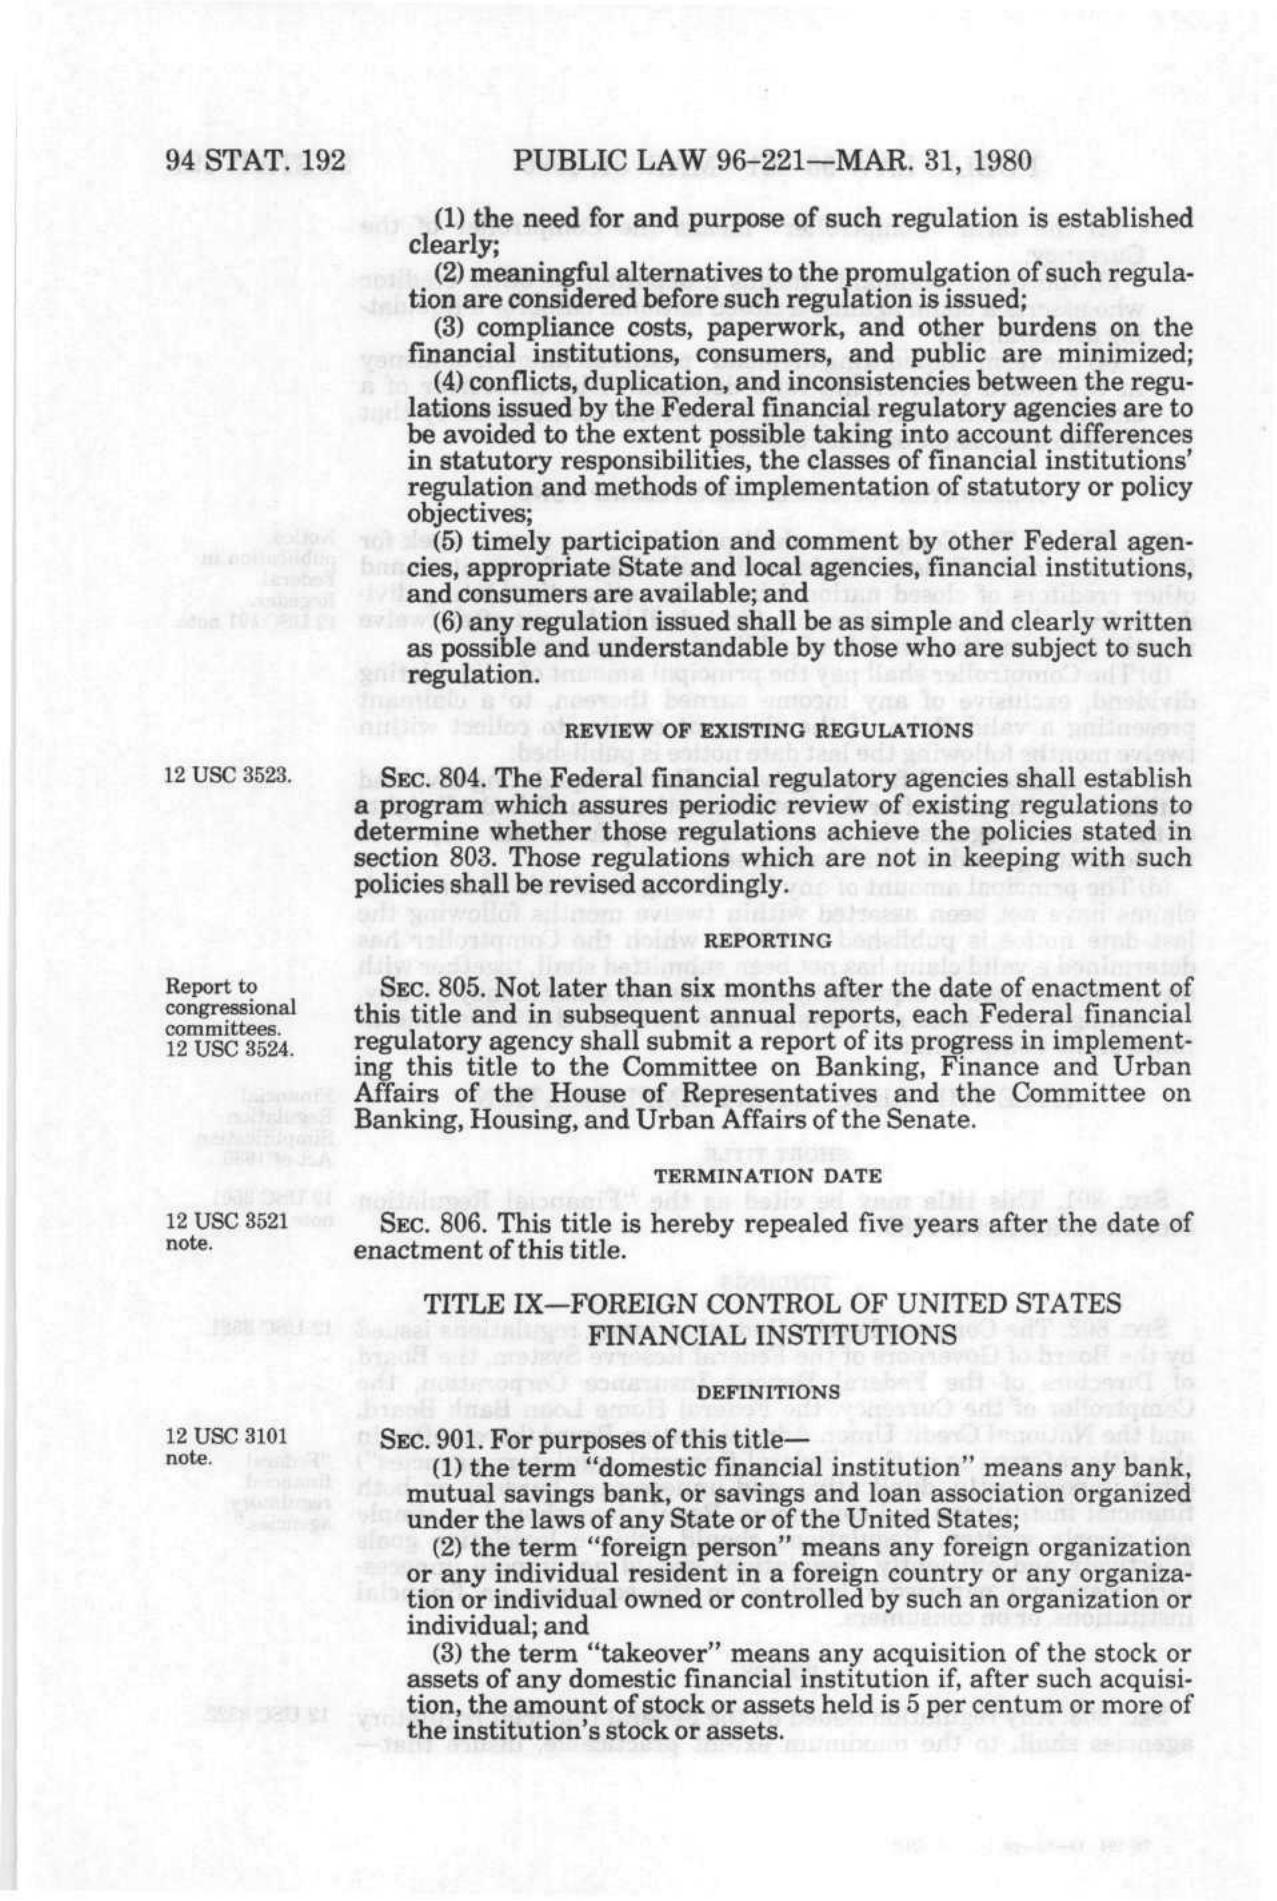 94 STAT. 192 PUBLIC LAW 96-221—MAR. 31, 1980
(1) the need for and purpose of such regulation is established
clearly;
(2) meaningful alternatives to the promulgation of such regula-
tion are considered before such regulation is issued;
(3) compliance costs, paperwork, and other burdens on the
financial institutions, consumers, and public are minimized;
(4) conflicts, duplication, and inconsistencies between the regu-
lations issued by the Federal financial regulatory agencies are to
be avoided to the extent possible taking into account differences
in statutory responsibilities, the classes of financial institutions'
regulation and methods of implementation of statutory or policy
objectives;
(5) timely participation and comment by other Federal agen-
cies, appropriate State and local agencies, financial institutions,
and consumers are available; and
(6) any regulation issued shall be as simple and clearly written
as possible and understandable by those who are subject to such
regulation.
REVIEW OF EXISTING REGULATIONS
12 USC 3523.
SEC. 804. The Federal financial regulatory agencies shall establish
a program which assures periodic review of existing regulations to
determine whether those regulations achieve the policies stated in
section 803. Those regulations which are not in keeping with such
policies shall be revised accordingly.
REPORTING
Report to
congressional
committees.
12 USC 3524.
SEC. 805. Not later than six months after the date of enactment of
this title and in subsequent annual reports, each Federal financial
regulatory agency shall submit a report of its progress in implement-
ing this title to the Committee on Banking, Finance and Urban
Affairs of the House of Representatives and the Committee on
Banking, Housing, and Urban Affairs of the Senate.
TERMINATION DATE
12 USC 3521
note.
SEC. 806. This title is hereby repealed five years after the date of
enactment of this title.
TITLE IX—FOREIGN CONTROL OF UNITED STATES
FINANCIAL INSTITUTIONS
DEFINITIONS
12 USC 3101
note.
SEC. 901. For purposes of this title—
(1) the term "domestic financial institution" means any bank,
mutual savings bank, or savings and loan association organized
under the laws of any State or of the United States;
(2) the term "foreign person" means any foreign organization
or any individual resident in a foreign country or any organiza-
tion or individual owned or controlled by such an organization or
individual; and
(3) the term "takeover" means any acquisition of the stock or
assets of any domestic financial institution if, after such acquisi-
tion, the amount of stock or assets held is 5 per centum or more of
the institution's stock or assets.